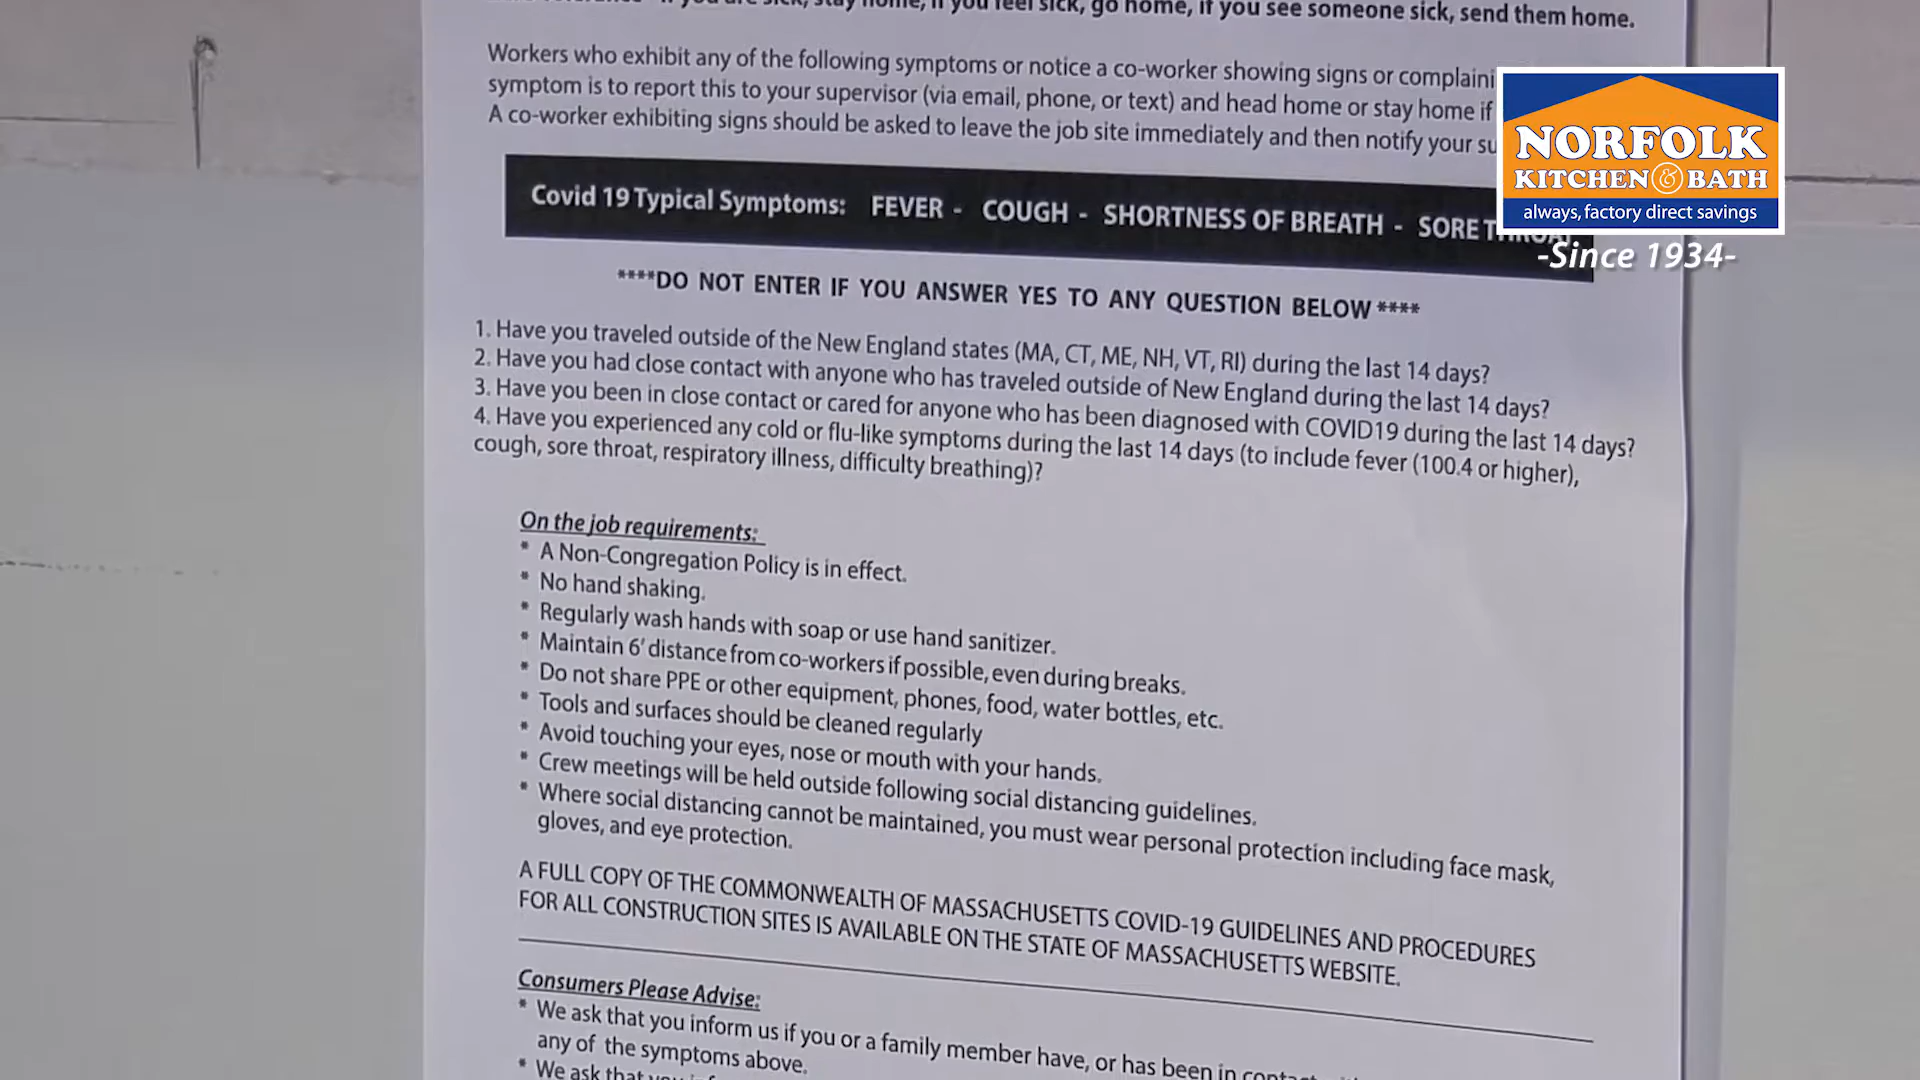 if you are sick, stay home, if you feel sick, go home, if you see someone sick, send them home.
Workers who exhibit any of the following symptoms or notice a co-worker showing signs or
symptom is to report this to your supervisor (via email, phone, or text) and head home or stay home if
A co-worker exhibiting signs should be asked to leave the job site immediately and then notify your
Covid 19 Typical Symptoms: FEVER - COUGH - SHORTNESS OF BREATH - SORE
****DO NOT ENTER IF YOU ANSWER YES TO ANY QUESTION BELOW ****
1. Have you traveled outside of the New England states (MA, CT, ME, NH, VT, RI) during the last 14 days?
2. Have you had close contact with anyone who has traveled outside of New England during the last 14 days?
3. Have you been in close contact or cared for anyone who has been diagnosed with COVID19 during the last 14 days?
4. Have you experienced any cold or flu-like symptoms during the last 14 days (to include fever (100.4 or higher),
cough, sore throat, respiratory illness, difficulty breathing)?
On the job requirements:
* A Non-Congregation Policy is in effect.
* No hand shaking.
* Regularly wash hands with soap or use hand sanitizer.
* Maintain 6' distance from co-workers if possible, even during breaks.
* Do not share PPE or other equipment, phones, food, water bottles, etc.
* Tools and surfaces should be cleaned regularly
* Avoid touching your eyes, nose or mouth with your hands.
* Crew meetings will be held outside following social distancing guidelines.
* Where social distancing cannot be maintained, you must wear personal protection including face mask,
gloves, and eye protection.
A FULL COPY OF THE COMMONWEALTH OF MASSACHUSETTS COVID-19 GUIDELINES AND PROCEDURES
FOR ALL CONSTRUCTION SITES IS AVAILABLE ON THE STATE OF MASSACHUSETTS WEBSITE.
Consumers Please Advise:
* We ask that you inform us if you or a family member have, or has been in
any of the symptoms above.
* We ask that
NORFOLK
KITCHEN & BATH
always, factory direct savings
-Since 1934-